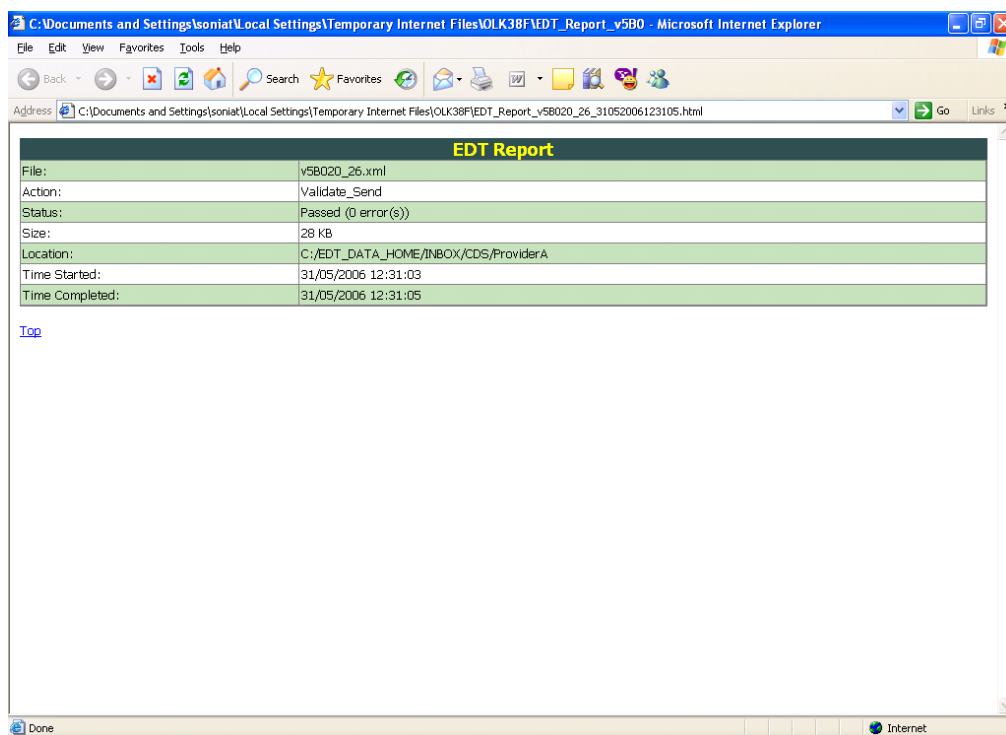 C:\Documents and Settings\soniat\Local Settings\Temporary Internet Files\OLK38F\EDT_Report_v5B0 - Microsoft Internet Explorer
File Edit View Favorites Tools Help
Back Search Favorites
Address C:\Documents and Settings\soniat\Local Settings\Temporary Internet Files\OLK38F\EDT_Report_v5B020_26_31052006123105.html Go Links
EDT Report
File: v5B020_26.xml
Action: Validate_Send
Status: Passed (0 error(s))
Size: 28 KB
Location: C:/EDT_DATA_HOME/INBOX/CDS/ProviderA
Time Started: 31/05/2006 12:31:03
Time Completed: 31/05/2006 12:31:05
Top
Done Internet